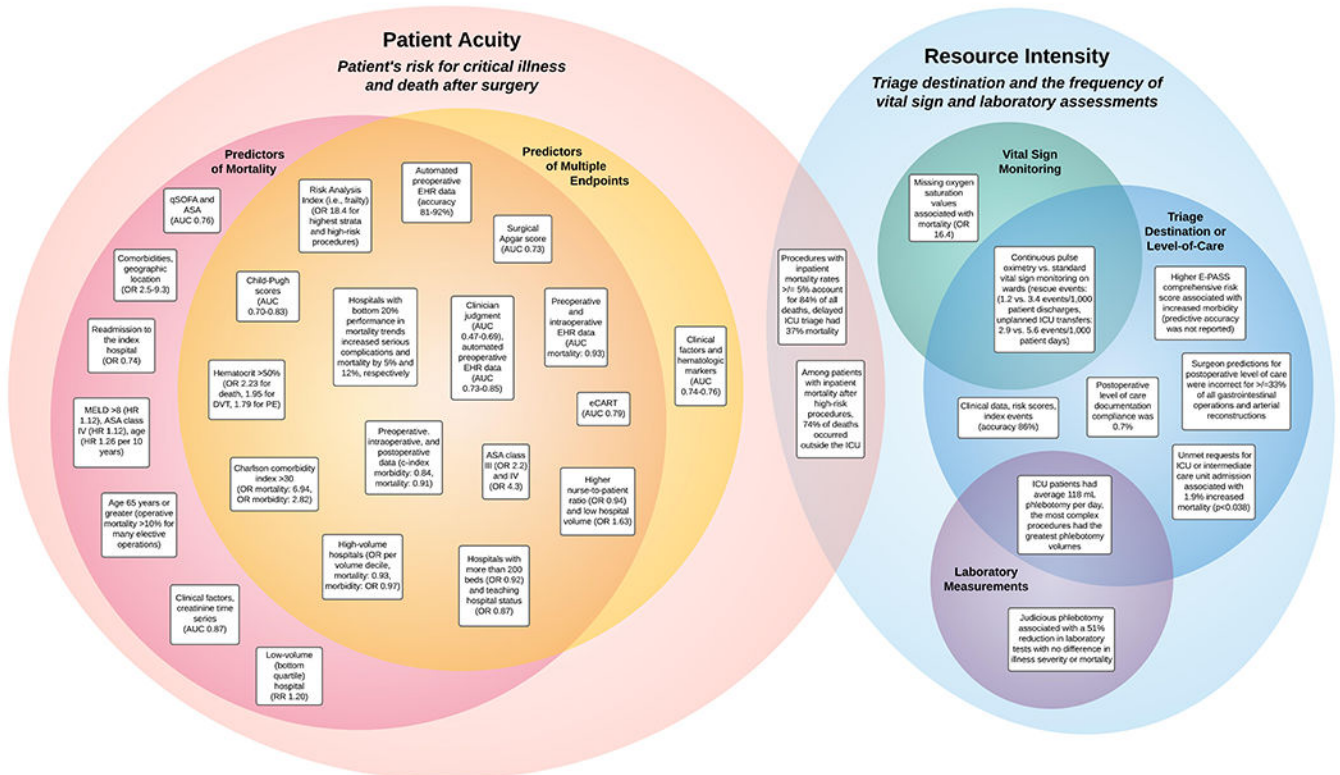 Patient Acuity
Patient's risk for critical illness
and death after surgery
Resource Intensity
Triage destination and the frequency of
vital sign and laboratory assessments
Predictors
of Mortality
Predictors
of Multiple
Endpoints
qSOFA and
ASA
(AUC 0.76)
Comorbidities,
geographic
location
(OR 2.5-9.3)
Readmission to
the index
hospital
(OR 0.74)
MELD >8 (HR
1.12), ASA class
IV (HR 1.12), age
(HR 1.26 per 10
years)
Age 65 years or
greater (operative
mortality >10% for
many elective
operations)
Clinical factors,
creatinine time
series
(AUC 0.87)
Low-volume
(bottom
quartile)
hospital
(RR 1.20)
Risk Analysis
Index (i.e., frailty)
(OR 18.4 for
highest strata
and high-risk
procedures)
Automated
preoperative
EHR data
(accuracy
81-92%)
Surgical
Apgar score
(AUC 0.73)
Child-Pugh
scores
(AUC
0.70-0.83)
Hospitals with
bottom 20%
performance in
mortality trends
increased serious
complications and
mortality by 5% and
12%, respectively
Clinician
judgment
(AUC
0.47-0.69),
automated
preoperative
EHR data
(AUC
0.73-0.85)
Preoperative
and
intraoperative
EHR data
(AUC
mortality: 0.93)
Hematocrit >50%
(OR 2.23 for
death, 1.95 for
DVT, 1.79 for PE)
eCART
(AUC 0.79)
Charlson comorbidity
index >30
(OR mortality: 6.94,
OR morbidity: 2.82)
Preoperative.
intraoperative, and
postoperative
data (c-index
morbidity: 0.84,
mortality: 0.91)
ASA class
III (OR 2.2)
and IV
(OR 4.3)
Higher
nurse-to-patient
ratio (OR 0.94)
and low hospital
volume (OR 1.63)
High-volume
hospitals (OR per
volume decile,
mortality: 0.93,
morbidity: OR 0.97)
Hospitals with
more than 200
beds (OR 0.92)
and teaching
hospital status
(OR 0.87)
Clinical
factors and
hematologic
markers
(AUC
0.74-0.76)
Procedures with
inpatient
mortality rates
>/= 5% account
for 84% of all
deaths, delayed
ICU triage had
37% mortality
Among patients
with inpatient
mortality after
high-risk
procedures,
74% of deaths
occurred
outside the ICU
Vital Sign
Monitoring
Missing oxygen
saturation
values
associated with
mortality (OR
16.4)
Triage
Destination or
Level-of-Care
Continuous pulse
oximetry vs. standard
vital sign monitoring on
wards (rescue events:
(1.2 vs. 3.4 events/1,000
patient discharges,
unplanned ICU transfers:
2.9 vs. 5.6 events/1000
patient days)
Higher E-PASS
comprehensive risk
score associated with
increased morbidity
(predictive accuracy
was not reported)
Surgeon predictions for
postoperative level of care
were incorrect for >/=33%
of all gastrointestinal
operations and arterial
reconstructions
Clinical data, risk scores,
index events
(accuracy 86%)
Postoperative
level of care
documentation
compliance was
0.7%
Unmet requests for
ICU or intermediate
care unit admission
associated with
1.9% increased
mortality (p<0.038)
ICU patients had
average 118 mL
phlebotomy per day,
the most complex
procedures had the
greatest phlebotomy
volumes
Laboratory
Measurements
Judicious phlebotomy
associated with a 51%
reduction in laboratory
tests with no difference in
illness severity or mortality